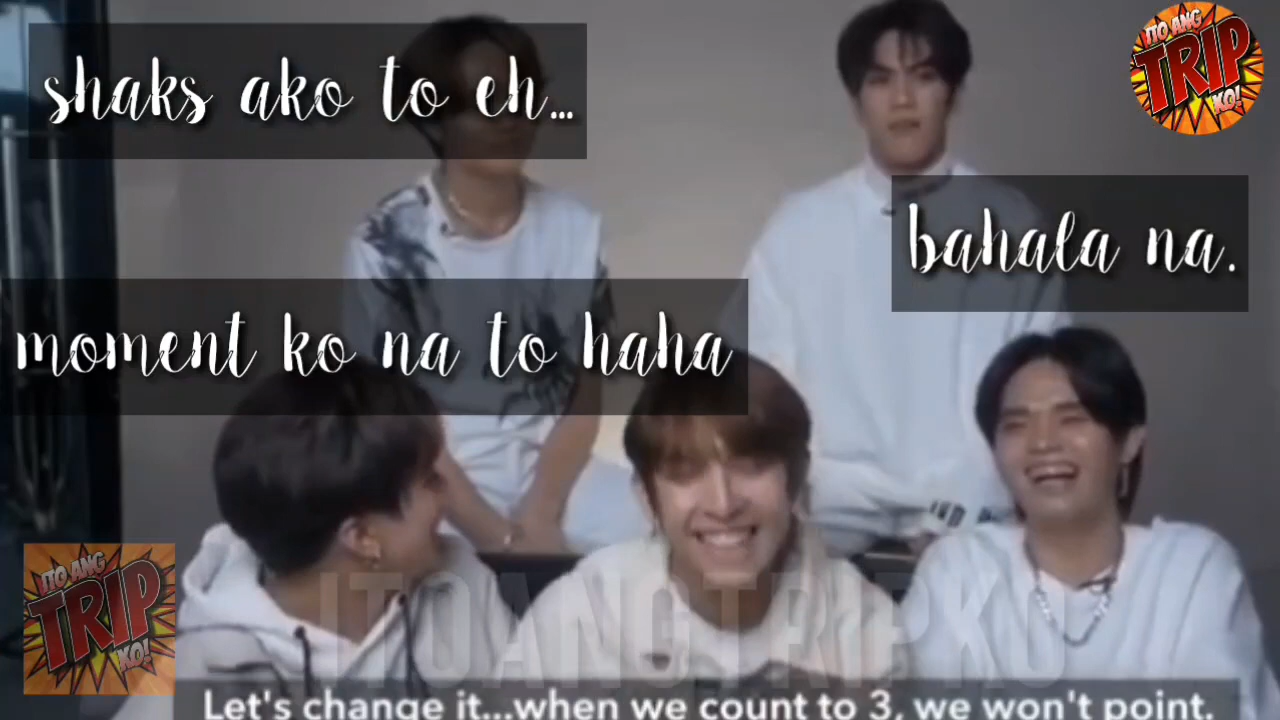 shaks ako to eh...
ITO ANG
TRIP
KO!
bahala na.
moment ko na to haha
ITO ANG
TRIP
KO!
ITOANGTRIPKO
Let's change it...when we count to 3, we won't point.